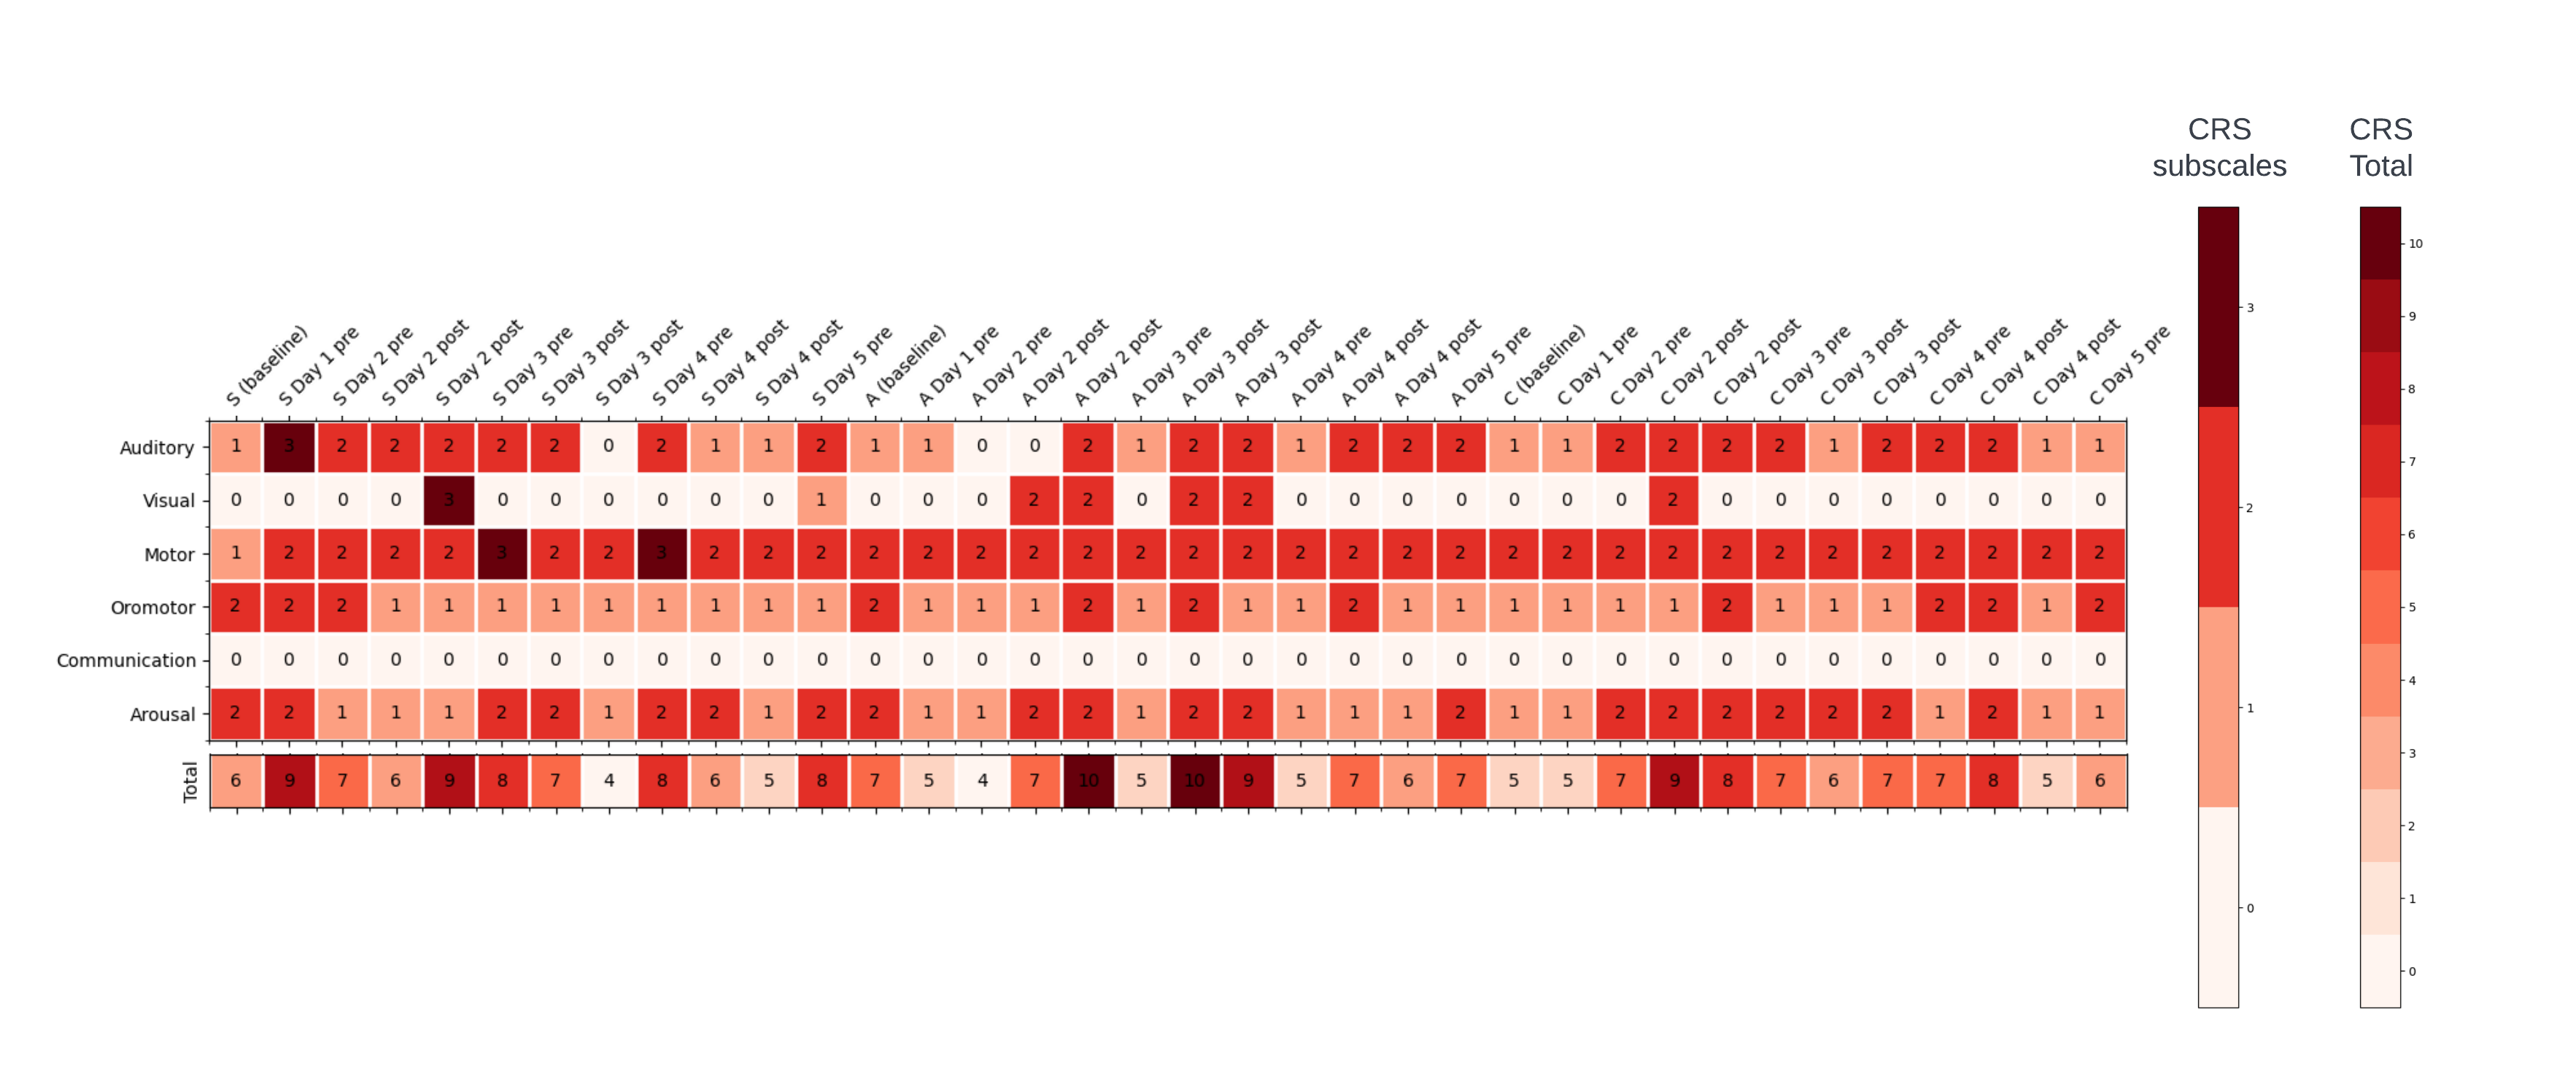 CRS
subscales
CRS
Total
S (baseline)
S Day 1 pre
S Day 2 pre
S Day 2 post
S Day 2 post
S Day 3 pre
S Day 3 post
S Day 3 post
S Day 4 pre
S Day 4 post
S Day 4 post
S Day 5 pre
A (baseline)
A Day 1 pre
A Day 2 pre
A Day 2 post
A Day 2 post
A Day 3 pre
A Day 3 post
A Day 3 post
A Day 4 pre
A Day 4 post
A Day 4 post
A Day 5 pre
C (baseline)
C Day 1 pre
C Day 2 pre
C Day 2 post
C Day 2 post
C Day 3 pre
C Day 3 post
C Day 3 post
C Day 4 pre
C Day 4 post
C Day 4 post
C Day 5 pre
Auditory 1 3 2 2 2 2 2 0 2 1 1 2 1 1 0 0 2 1 2 2 1 2 2 2 1 1 2 2 2 2 1 2 2 2 1 1
Visual 0 0 0 0 3 0 0 0 0 0 0 1 0 0 0 2 2 0 2 2 0 0 0 0 0 0 0 2 0 0 0 0 0 0 0 0
Motor 1 2 2 2 2 3 2 2 3 2 2 2 2 2 2 2 2 2 2 2 2 2 2 2 2 2 2 2 2 2 2 2 2 2 2 2
Oromotor 2 2 2 1 1 1 1 1 1 1 1 1 2 1 1 1 2 1 2 1 1 2 1 1 1 1 1 1 2 1 1 1 2 2 1 2
Communication 0 0 0 0 0 0 0 0 0 0 0 0 0 0 0 0 0 0 0 0 0 0 0 0 0 0 0 0 0 0 0 0 0 0 0 0
Arousal 2 2 1 1 1 2 2 1 2 2 1 2 2 1 1 2 2 1 2 2 1 1 1 2 1 1 2 2 2 2 2 2 1 2 1 1
Total 6 9 7 6 9 8 7 4 8 6 5 8 7 5 4 7 10 5 10 9 5 7 6 7 5 5 7 9 8 7 6 7 7 8 5 6
3
2
1
0
10
9
8
7
6
5
4
3
2
1
0